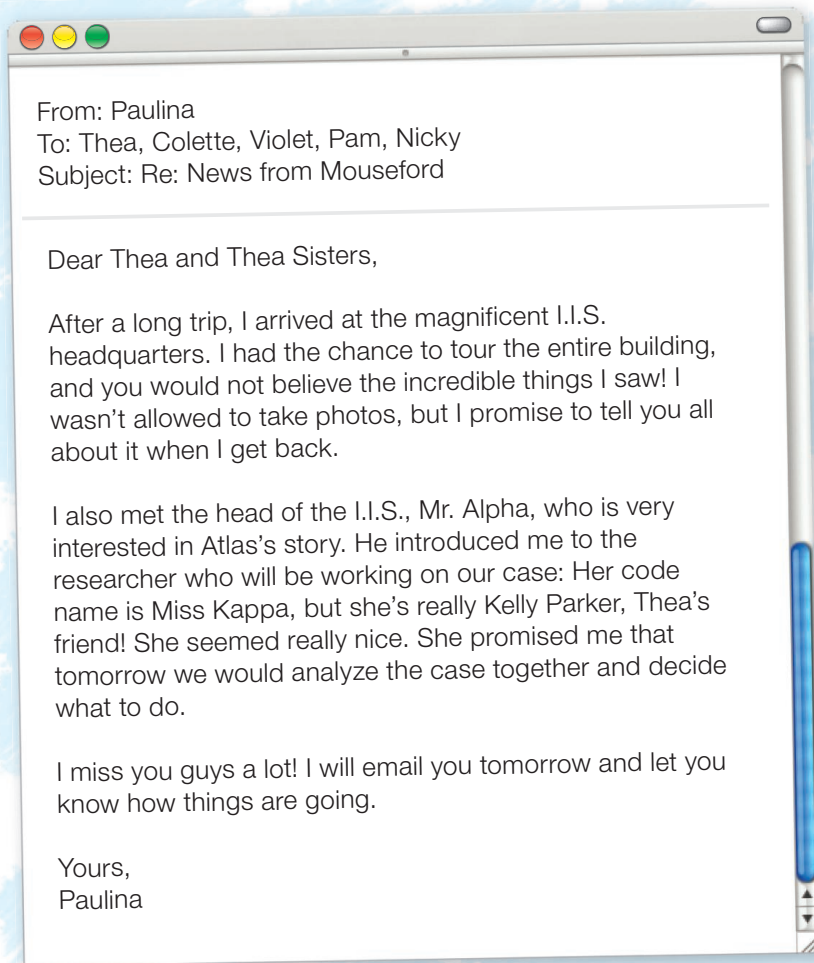 From: Paulina
To: Thea, Colette, Violet, Pam, Nicky
Subject: Re: News from Mouseford
Dear Thea and Thea Sisters,
After a long trip, I arrived at the magnificent I.I.S.
headquarters. I had the chance to tour the entire building,
and you would not believe the incredible things I saw! I
wasn't allowed to take photos, but I promise to tell you all
about it when I get back.
I also met the head of the I.I.S., Mr. Alpha, who is very
interested in Atlas's story. He introduced me to the
researcher who will be working on our case: Her code
name is Miss Kappa, but she's really Kelly Parker, Thea's
friend! She seemed really nice. She promised me that
tomorrow we would analyze the case together and decide
what to do.
I miss you guys a lot! I will email you tomorrow and let you
know how things are going.
Yours,
Paulina